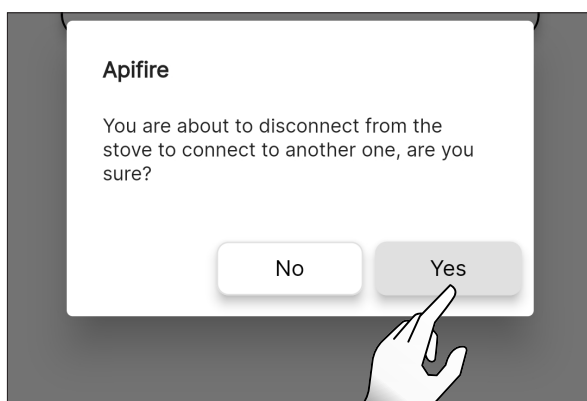 Apifire
You are about to disconnect from the
stove to connect to another one, are you
sure?
No
Yes